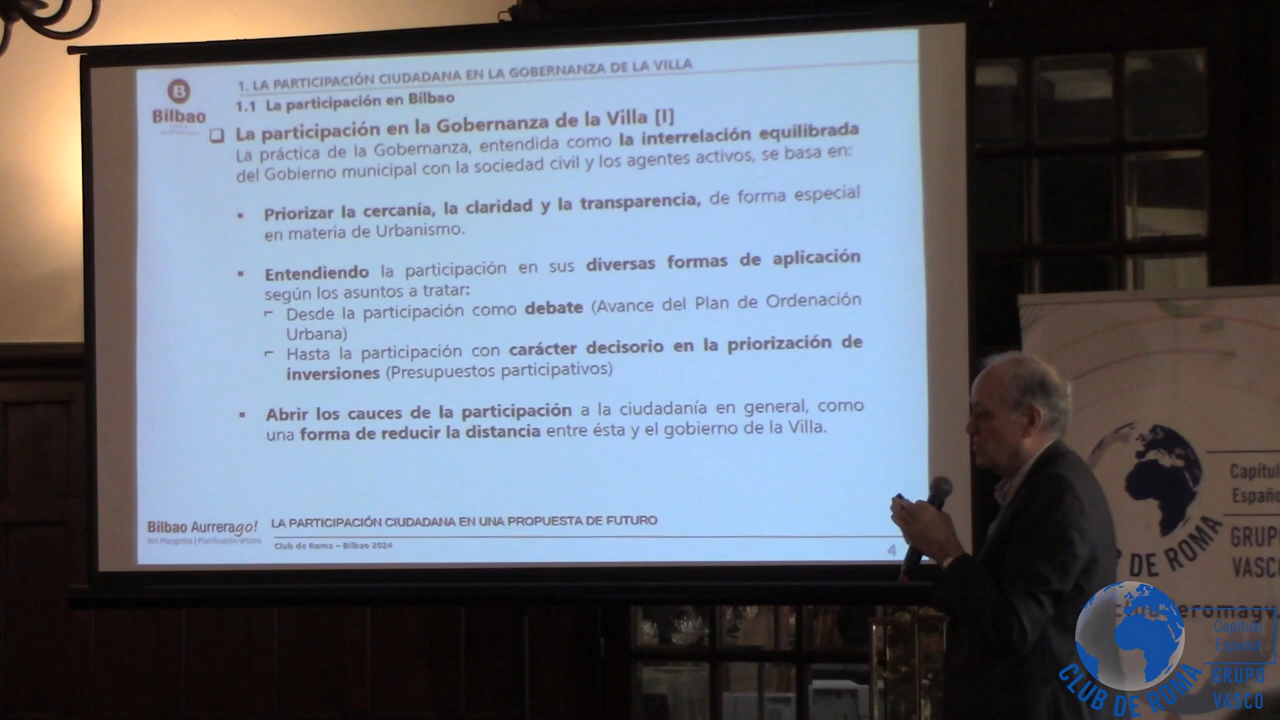 Bilbao
1. LA PARTICIPACIÓN CIUDADANA EN LA GOBERNANZA DE LA VILLA
1.1 La participación en Bilbao
La participación en la Gobernanza de la Villa [I]
La práctica de la Gobernanza, entendida como la interrelación equilibrada
del Gobierno municipal con la sociedad civil y los agentes activos, se basa en:
Priorizar la cercanía, la claridad y la transparencia, de forma especial
en materia de Urbanismo.
Entendiendo la participación en sus diversas formas de aplicación
según los asuntos a tratar:
Desde la participación como debate (Avance del Plan de Ordenación
Urbana)
Hasta la participación con carácter decisorio en la priorización de
inversiones (Presupuestos participativos)
Abrir los cauces de la participación a la ciudadanía en general, como
una forma de reducir la distancia entre ésta y el gobierno de la Villa.
Bilbao Aurrerago!
LA PARTICIPACIÓN CIUDADANA EN UNA PROPUESTA DE FUTURO
Club de Roma – Bilbao 2024
4
Capítul
Españo
GRUP
VASC
DE ROMA
eromagv
CLUB DE ROMA
Capítulo
Español
GRUPO
VASCO